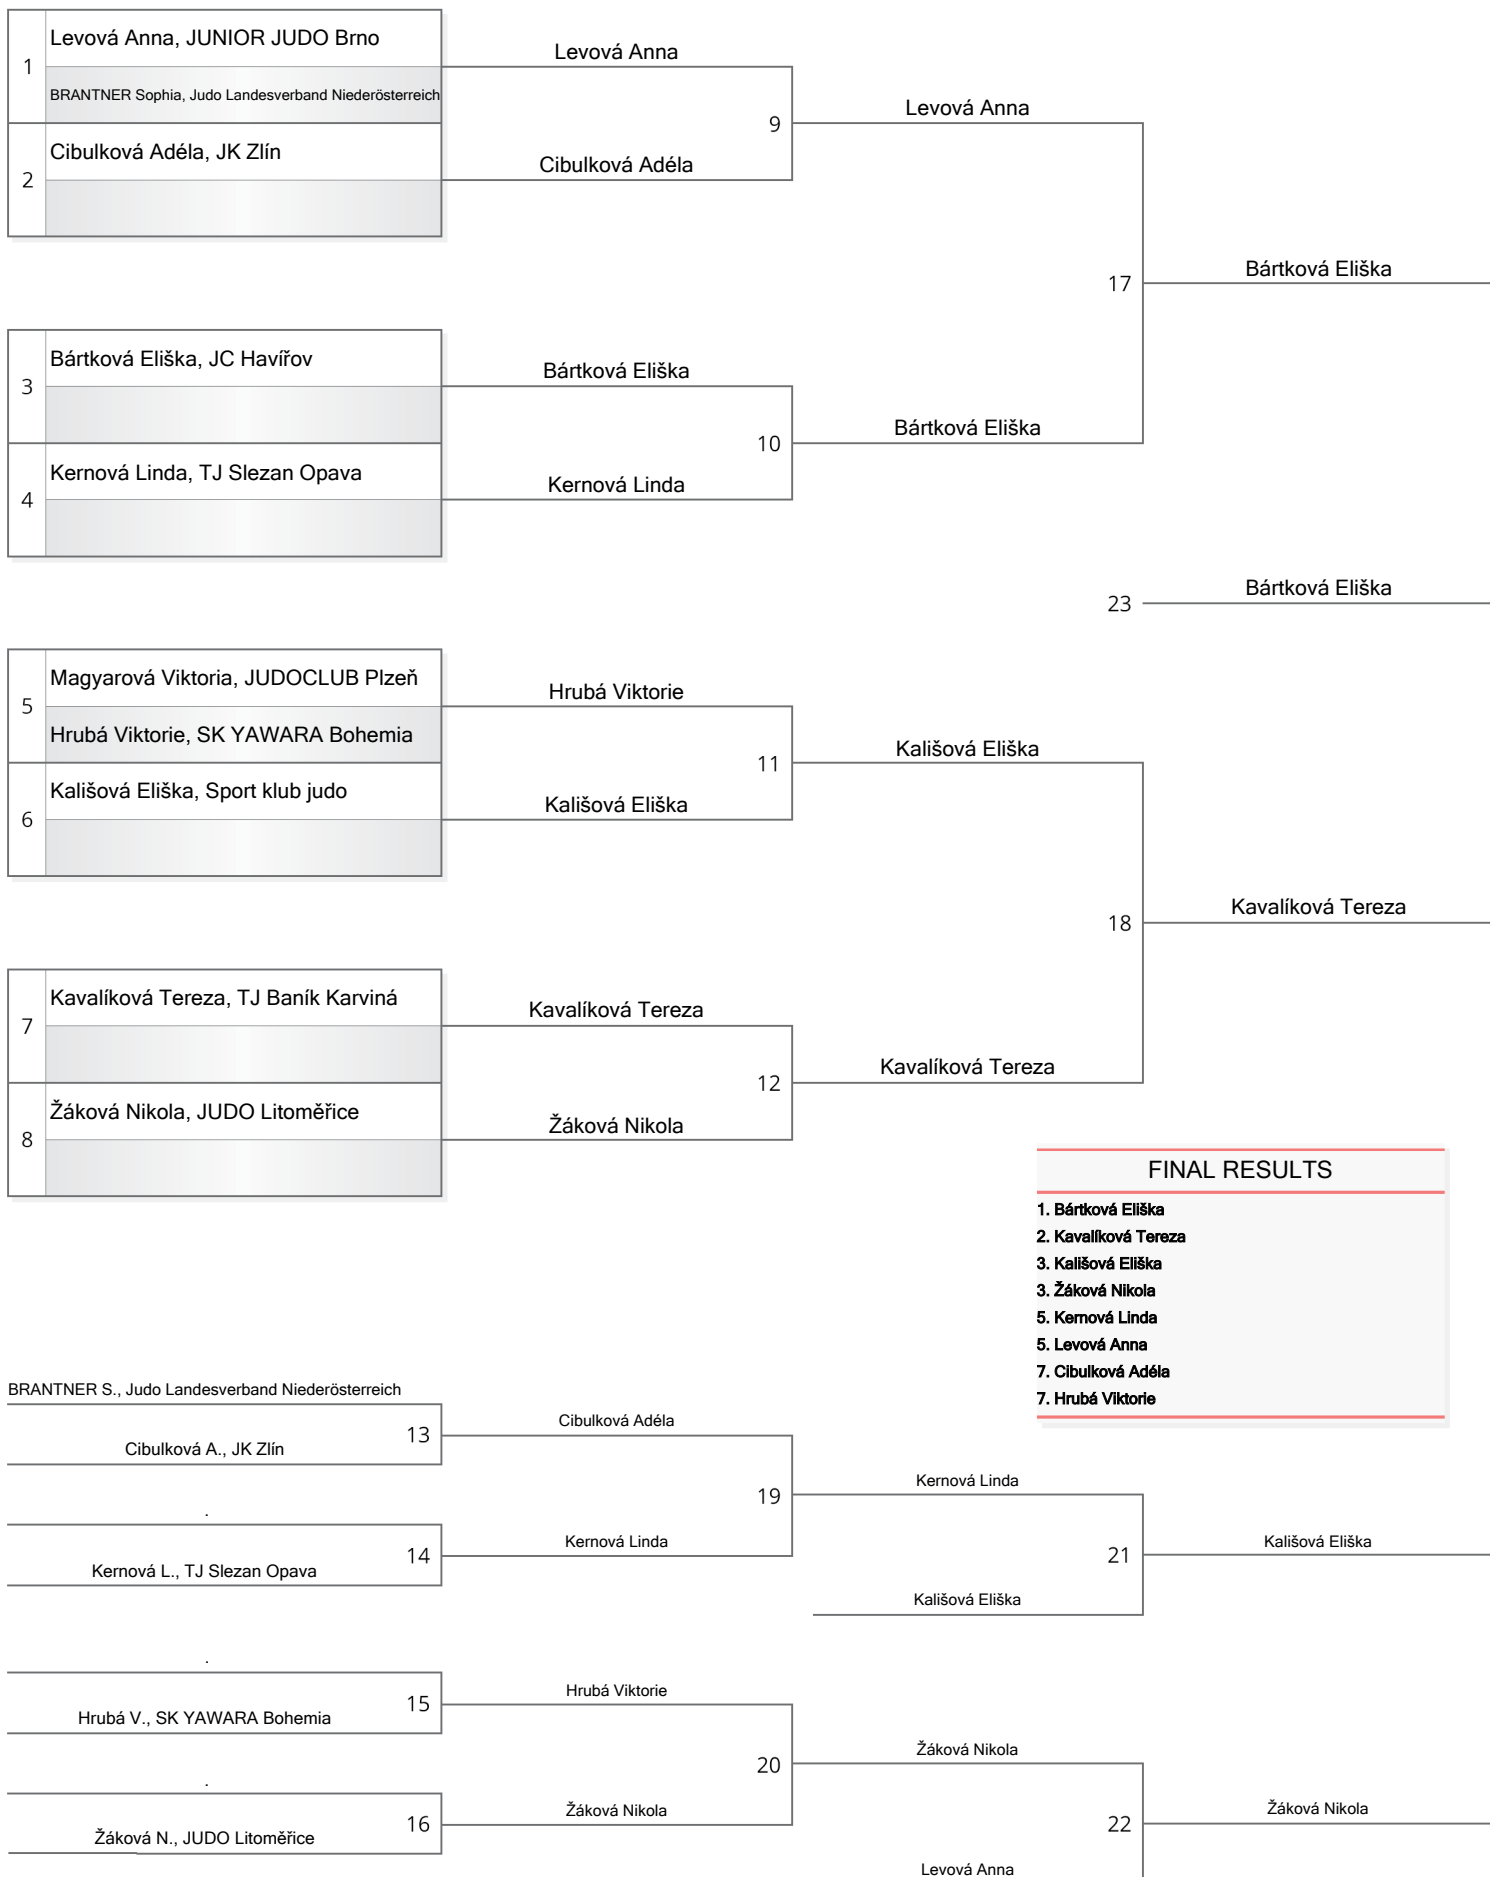 Levová Anna, JUNIOR JUDO Brno
1
BRANTNER Sophia, Judo Landesverband Niederösterreich
Cibulková Adéla, JK Zlín
2
Levová Anna
9
Cibulková Adéla
Levová Anna
17
Bártková Eliška
Bártková Eliška, JC Havířov
3
Kernová Linda, TJ Slezan Opava
4
Bártková Eliška
10
Kernová Linda
Bártková Eliška
23
Bártková Eliška
Magyarová Viktoria, JUDOCLUB Plzeň
5
Hrubá Viktorie, SK YAWARA Bohemia
Kališová Eliška, Sport klub judo
6
Hrubá Viktorie
11
Kališová Eliška
Kališová Eliška
18
Kavalíková Tereza
Kavalíková Tereza, TJ Baník Karviná
7
Žáková Nikola, JUDO Litoměřice
8
Kavalíková Tereza
12
Žáková Nikola
Kavalíková Tereza
FINAL RESULTS
1. Bártková Eliška
2. Kavalíková Tereza
3. Kališová Eliška
3. Žáková Nikola
5. Kernová Linda
5. Levová Anna
7. Cibulková Adéla
7. Hrubá Viktorie
BRANTNER S., Judo Landesverband Niederösterreich
13
Cibulková A., JK Zlín
.
14
Kernová L., TJ Slezan Opava
Cibulková Adéla
19
Kernová Linda
Kernová Linda
21
Kališová Eliška
Kališová Eliška
.
15
Hrubá V., SK YAWARA Bohemia
.
16
Žáková N., JUDO Litoměřice
Hrubá Viktorie
20
Žáková Nikola
Žáková Nikola
22
Levová Anna
Žáková Nikola